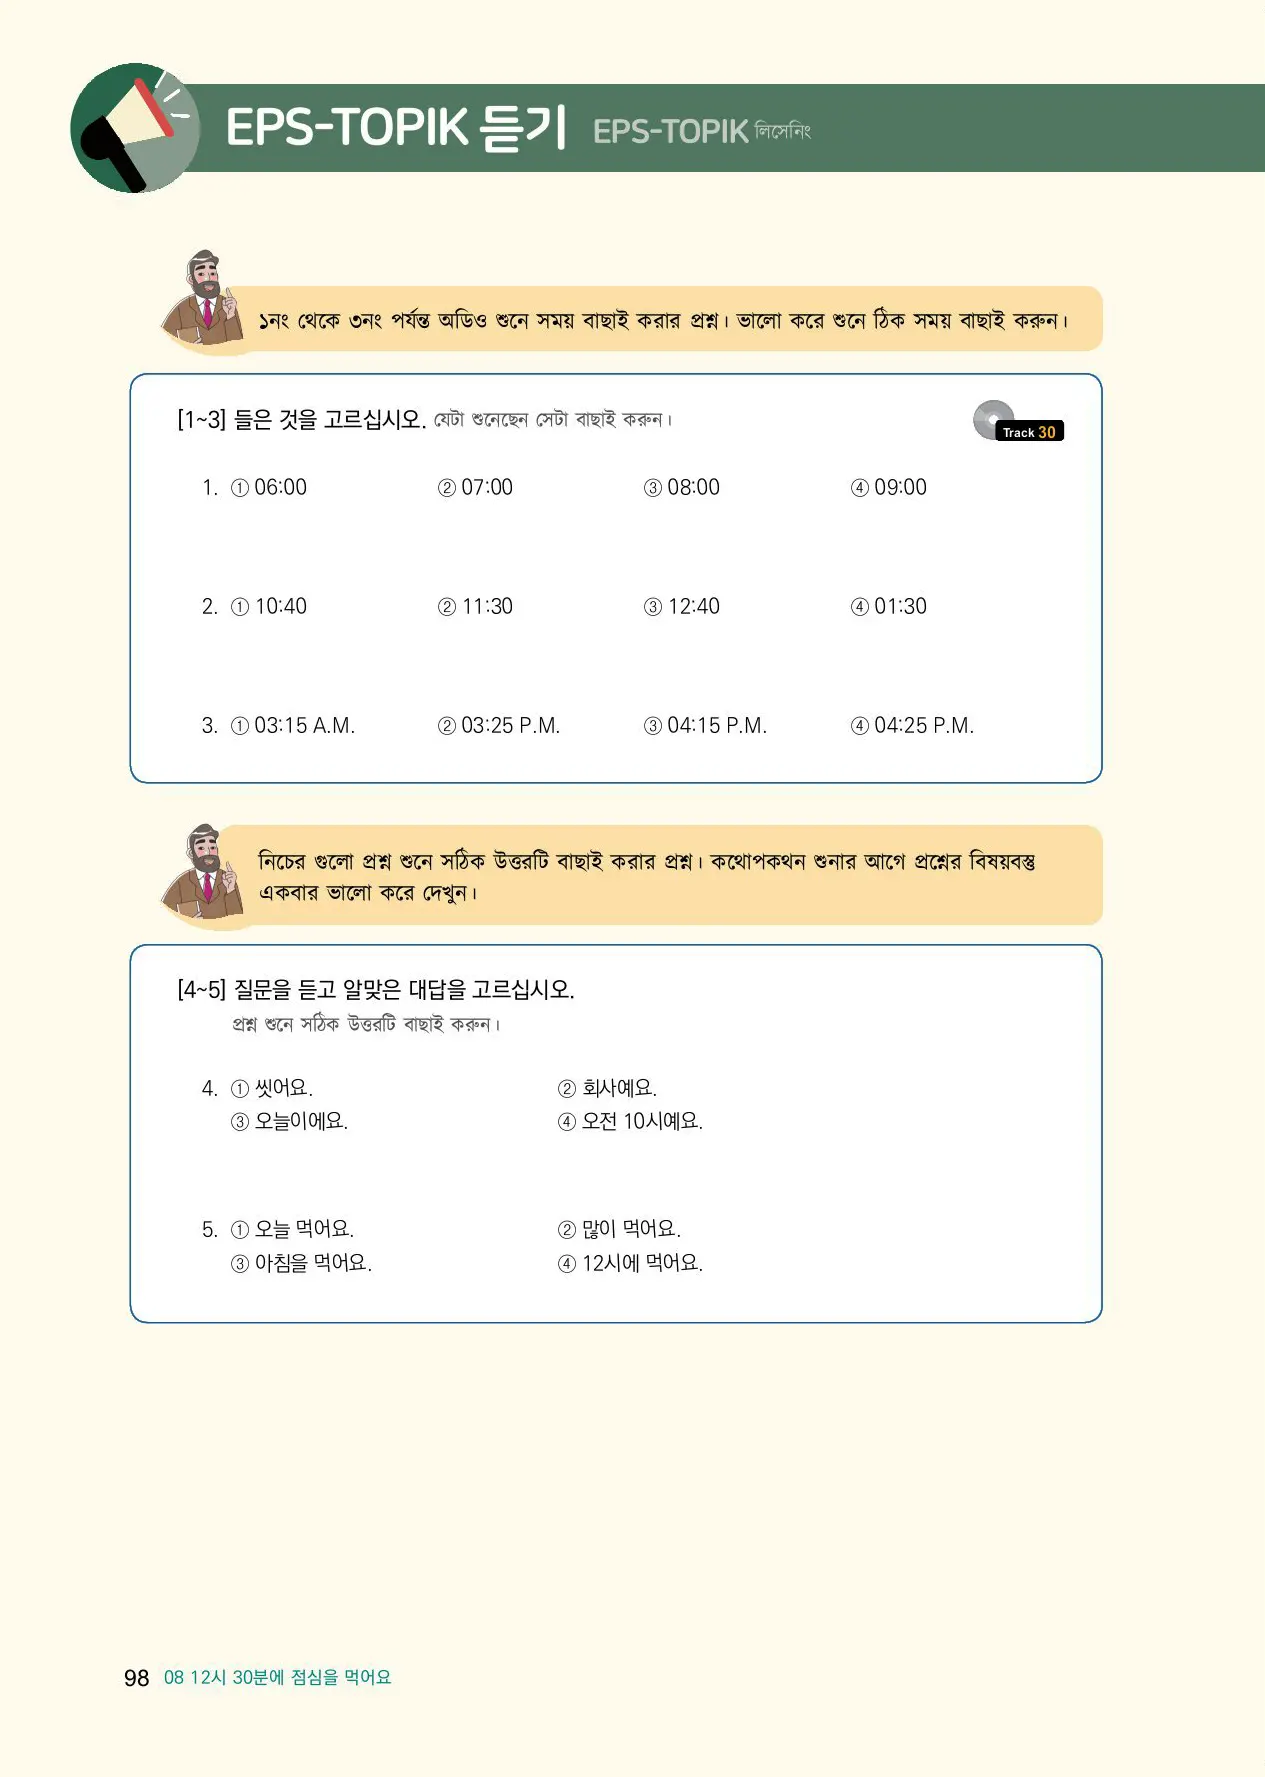 EPS-TOPIK 듣기 EPS-TOPIK লিসেনিং
১নং থেকে ৩নং পর্যন্ত অডিও শুনে সময় বাছাই করার প্রশ্ন। ভালো করে শুনে ঠিক সময় বাছাই করুন।
[1~3] 들은 것을 고르십시오. যেটা শুনেছেন সেটা বাছাই করুন।
Track 30
1. ① 06:00 ② 07:00 ③ 08:00 ④ 09:00
2. ① 10:40 ② 11:30 ③ 12:40 ④ 01:30
3. ① 03:15 A.M. ② 03:25 P.M. ③ 04:15 P.M. ④ 04:25 P.M.
নিচের গুলো প্রশ্ন শুনে সঠিক উত্তরটি বাছাই করার প্রশ্ন। কথোপকথন শুনার আগে প্রশ্নের বিষয়বস্তু
একবার ভালো করে দেখুন।
[4~5] 질문을 듣고 알맞은 대답을 고르십시오.
প্রশ্ন শুনে সঠিক উত্তরটি বাছাই করুন।
4. ① 씻어요. ② 회사예요.
③ 오늘이에요. ④ 오전 10시예요.
5. ① 오늘 먹어요. ② 많이 먹어요.
③ 아침을 먹어요. ④ 12시에 먹어요.
98 08 12시 30분에 점심을 먹어요